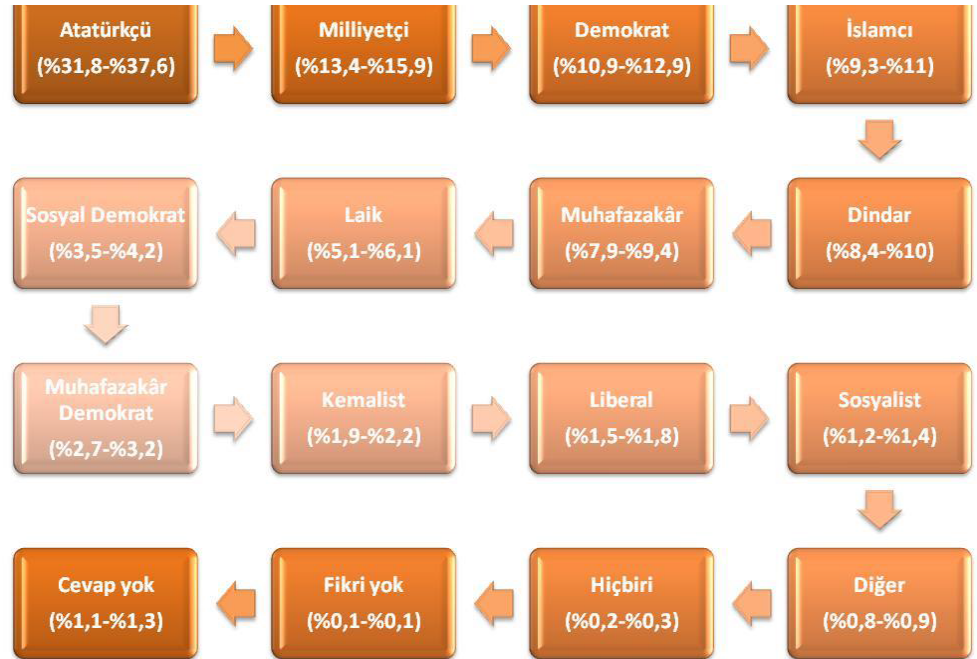 Atatürkçü
(%31,8-%37,6)
Milliyetçi
(%13,4-%15,9)
Demokrat
(%10,9-%12,9)
İslamcı
(%9,3-%11)
Dindar
(%8,4-%10)
Muhafazakâr
(%7,9-%9,4)
Laik
(%5,1-%6,1)
Sosyal Demokrat
(%3,5-%4,2)
Muhafazakâr
Demokrat
(%2,7-%3,2)
Kemalist
(%1,9-%2,2)
Liberal
(%1,5-%1,8)
Sosyalist
(%1,2-%1,4)
Diğer
(%0,8-%0,9)
Hiçbiri
(%0,2-%0,3)
Fikri yok
(%0,1-%0,1)
Cevap yok
(%1,1-%1,3)